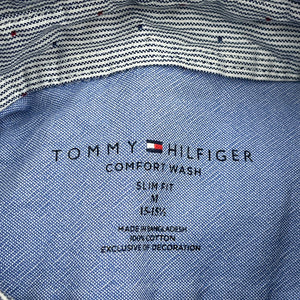 TOMMY HILFIGER
COMFORT WASH
SLIM FIT
M
15-15½
MADE IN BANGLADESH
100% COTTON
EXCLUSIVE OF DECORATION